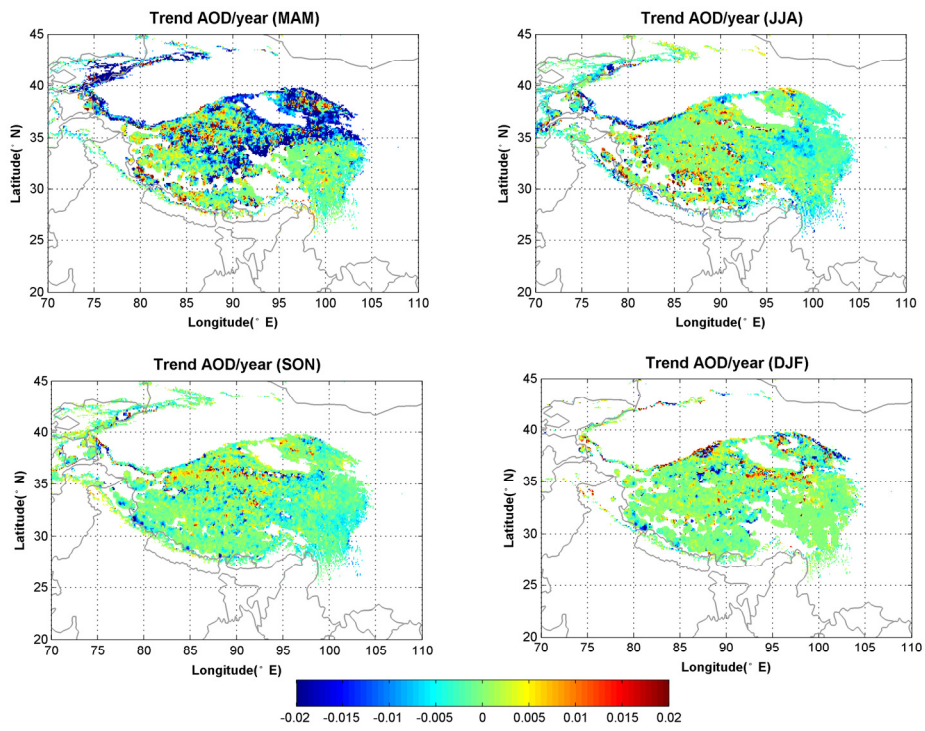 Trend AOD/year (MAM)
45
40
35
30
25
20
Latitude(° N)
70 75 80 85 90 95 100 105 110
Longitude(° E)
Trend AOD/year (JJA)
45
40
35
30
25
20
Latitude(° N)
70 75 80 85 90 95 100 105 110
Longitude(° E)
Trend AOD/year (SON)
45
40
35
30
25
20
Latitude(° N)
70 75 80 85 90 95 100 105 110
Longitude(° E)
Trend AOD/year (DJF)
45
40
35
30
25
20
Latitude(° N)
70 75 80 85 90 95 100 105 110
Longitude(° E)
-0.02 -0.015 -0.01 -0.005 0 0.005 0.01 0.015 0.02